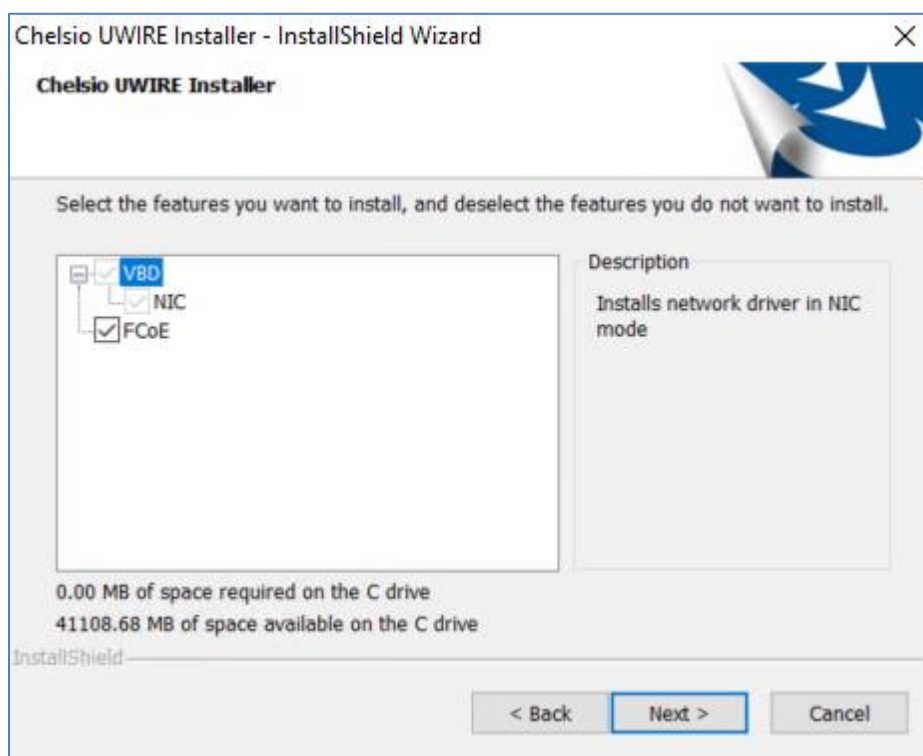 Chelsio UWIRE Installer - InstallShield Wizard
Chelsio UWIRE Installer
Select the features you want to install, and deselect the features you do not want to install.
VBD
NIC
FCoE
Description
Installs network driver in NIC
mode
0.00 MB of space required on the C drive
41108.68 MB of space available on the C drive
InstallShield
< Back
Next >
Cancel